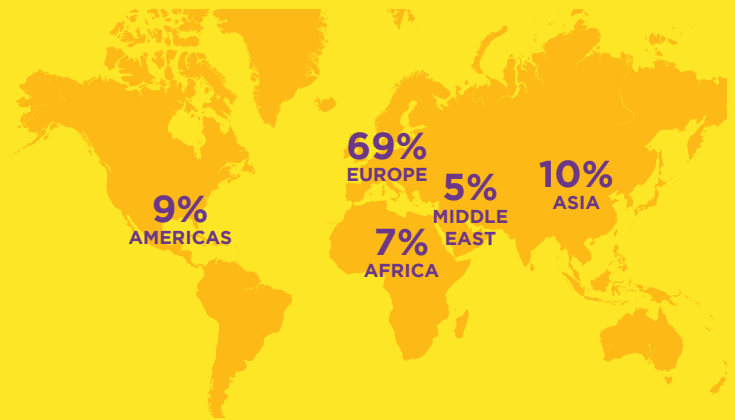 69%
EUROPE
5%
MIDDLE
EAST
10%
ASIA
9%
AMERICAS
7%
AFRICA